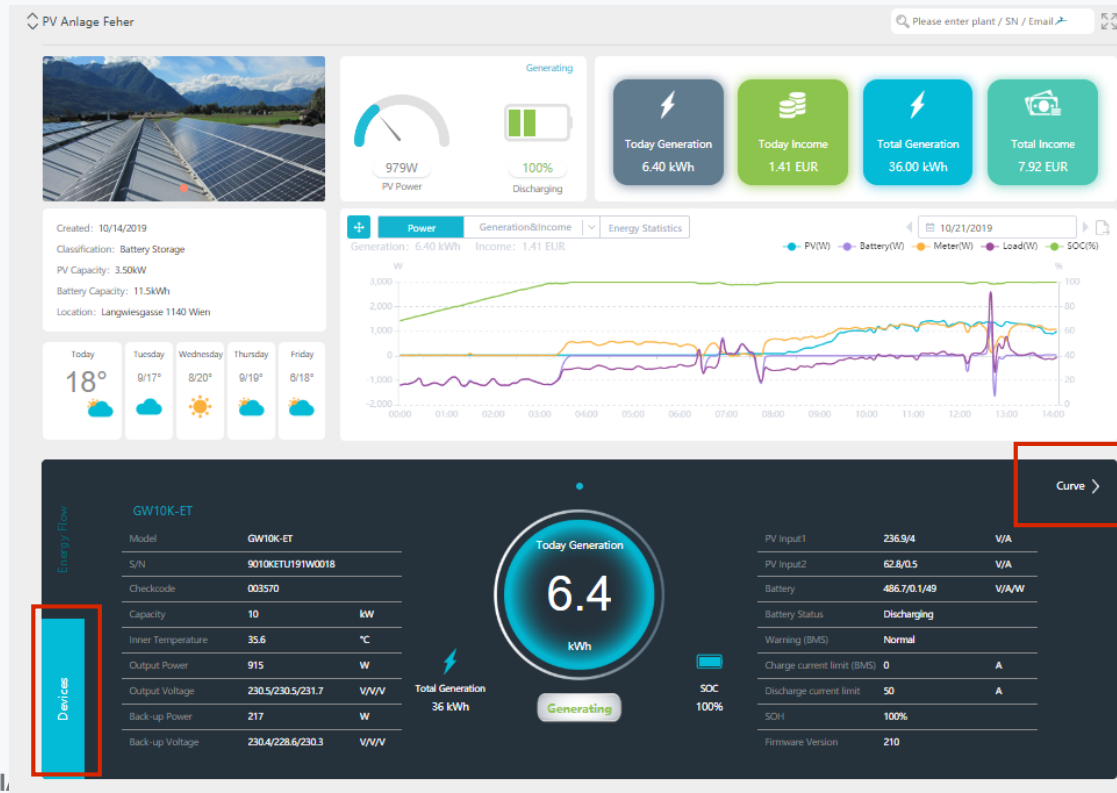 PV Anlage Feher
Please enter plant / SN / Email
Generating
979W
PV Power
100%
Discharging
Today Generation
6.40 kWh
Today Income
1.41 EUR
Total Generation
36.00 kWh
Total Income
7.92 EUR
Created: 10/14/2019
Classification: Battery Storage
PV Capacity: 3.50kW
Battery Capacity: 11.5kWh
Location: Langwiesgasse 1140 Wien
Power Generation&Income Energy Statistics
10/21/2019
Generation: 6.40 kWh Income: 1.41 EUR
PV(W) Battery(W) Meter(W) Load(W) SOC(%)
W %
3,000 100
2,000 80
1,000 60
0 40
-1,000 20
-2,000 0
00:00 01:00 02:00 03:00 04:00 05:00 06:00 07:00 08:00 09:00 10:00 11:00 12:00 13:00 14:00
Today Tuesday Wednesday Thursday Friday
18° 9/17° 8/20° 9/19° 6/18°
Curve
Energy Flow
Devices
GW10K-ET
Model GW10K-ET
S/N 9010KETU191W0018
Checkcode 003570
Capacity 10 kW
Inner Temperature 35.6 °C
Output Power 915 W
Output Voltage 230.5/230.5/231.7 V/V/V
Back-up Power 217 W
Back-up Voltage 230.4/228.6/230.3 V/V/V
Today Generation
6.4
kWh
Total Generation
36 kWh
Generating
SOC
100%
PV Input1 236.9/4 V/A
PV Input2 62.8/0.5 V/A
Battery 486.7/0.1/49 V/A/W
Battery Status Discharging
Warning (BMS) Normal
Charge current limit (BMS) 0 A
Discharge current limit 50 A
SOH 100%
Firmware Version 210